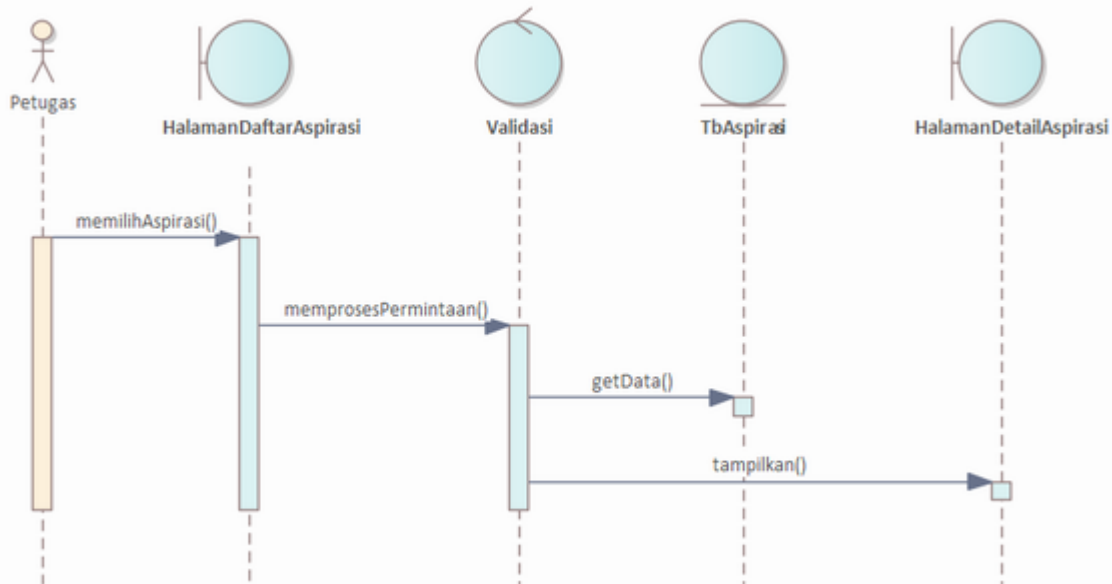 Petugas
HalamanDaftarAspirasi
Validasi
TbAspirasi
HalamanDetailAspirasi
memilihAspirasi()
memprosesPermintaan()
getData()
tampilkan()